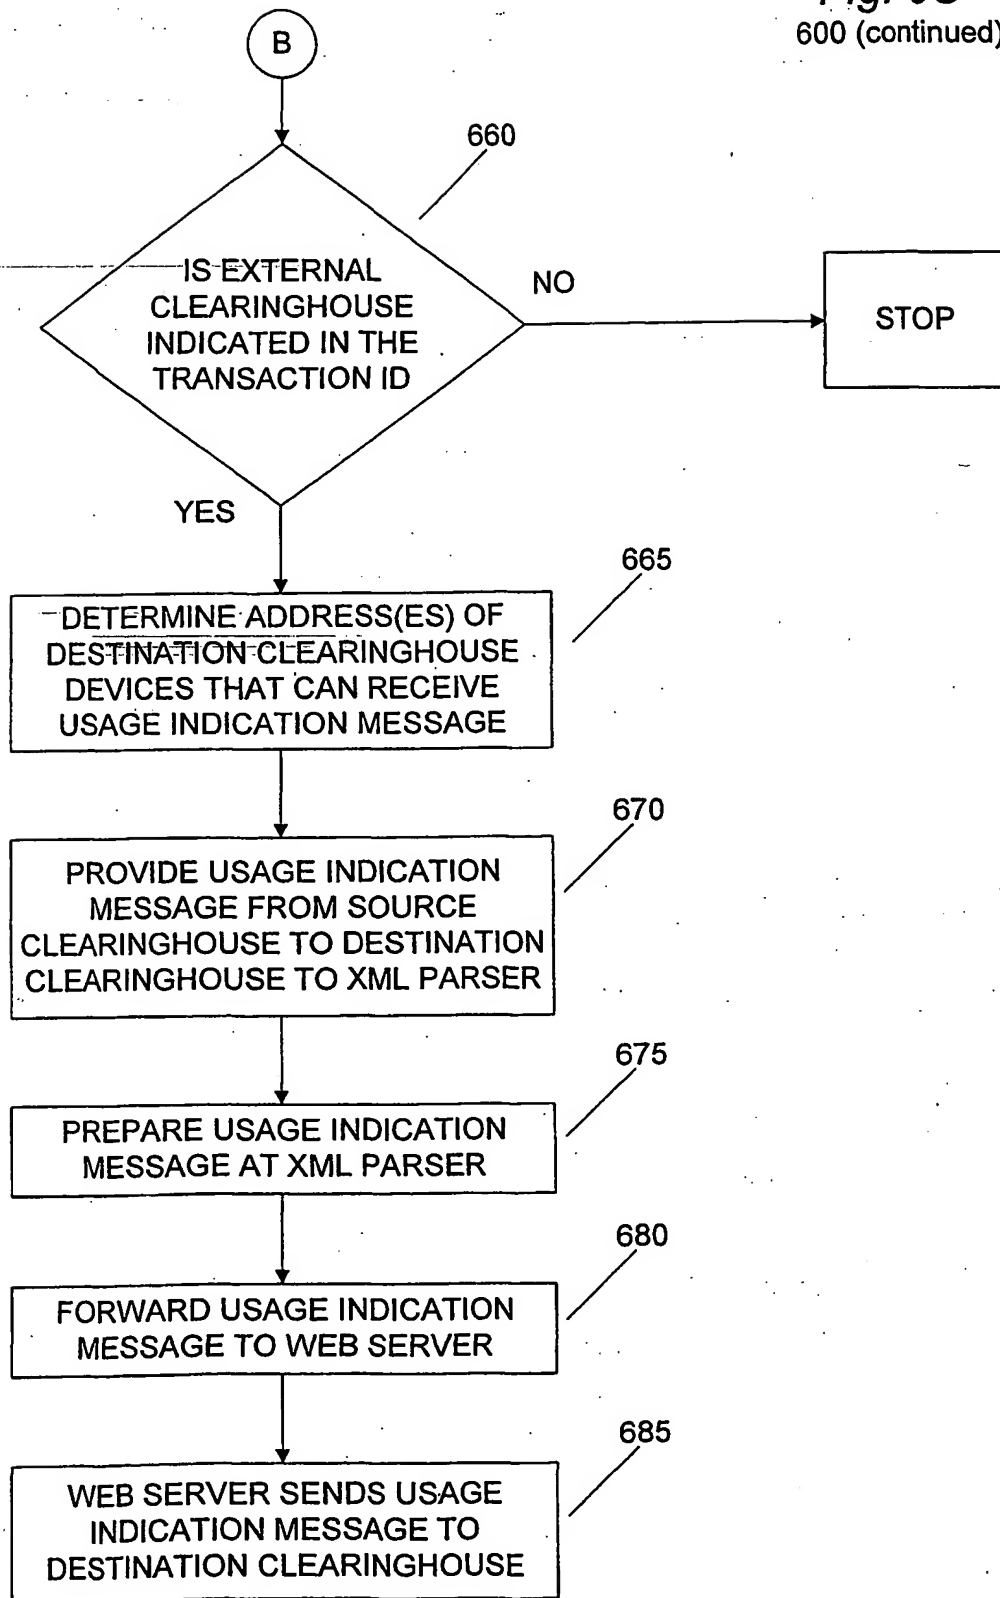 600 (continued)
B
660
IS EXTERNAL
CLEARINGHOUSE
INDICATED IN THE
TRANSACTION ID
NO
STOP
YES
665
DETERMINE ADDRESS(ES) OF
DESTINATION CLEARINGHOUSE
DEVICES THAT CAN RECEIVE
USAGE INDICATION MESSAGE
670
PROVIDE USAGE INDICATION
MESSAGE FROM SOURCE
CLEARINGHOUSE TO DESTINATION
CLEARINGHOUSE TO XML PARSER
675
PREPARE USAGE INDICATION
MESSAGE AT XML PARSER
680
FORWARD USAGE INDICATION
MESSAGE TO WEB SERVER
685
WEB SERVER SENDS USAGE
INDICATION MESSAGE TO
DESTINATION CLEARINGHOUSE